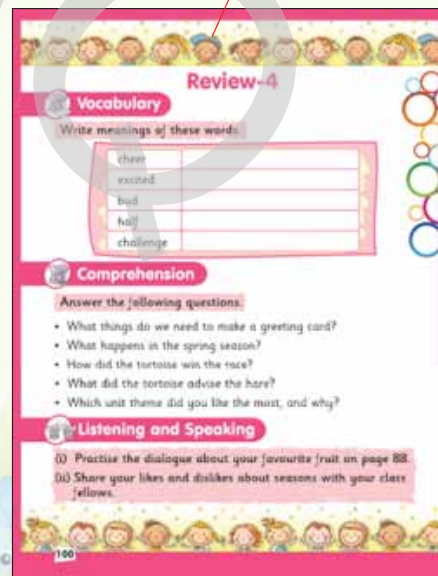 Review-4
Vocabulary
Write meanings of these words.
cheer
excited
bud
half
challenge
Comprehension
Answer the following questions.
• What things do we need to make a greeting card?
• What happens in the spring season?
• How did the tortoise win the race?
• What did the tortoise advise the hare?
• Which unit theme did you like the most, and why?
Listening and Speaking
(i) Practise the dialogue about your favourite fruit on page 88.
(ii) Share your likes and dislikes about seasons with your class
fellows.
100
©